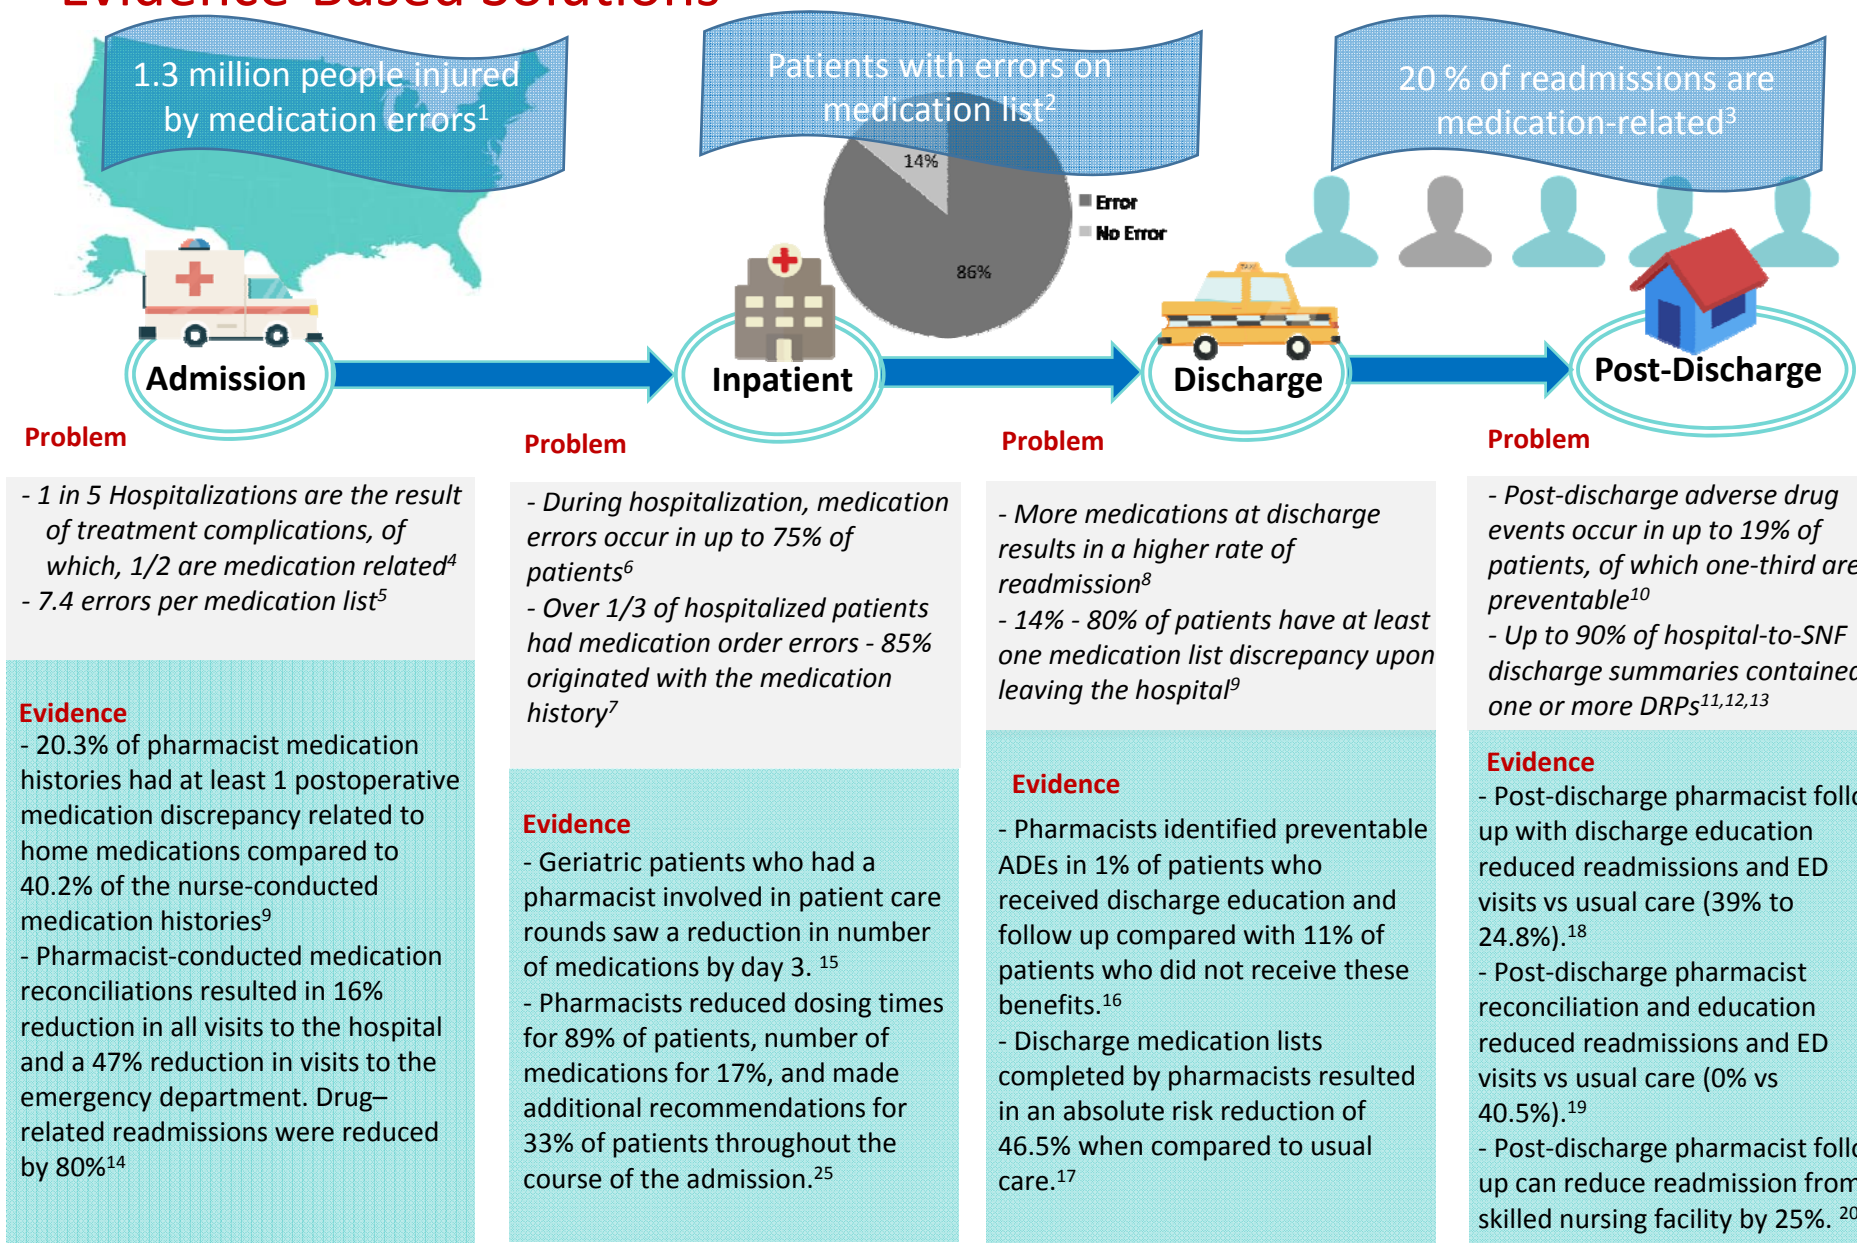 Evidence-Based Solutions
1.3 million people injured
by medication errors1
Patients with errors on
medication list2
20 % of readmissions are
medication-related3
14%
86%
Error
No Error
TAXI
Admission
Inpatient
Discharge
Post-Discharge
Problem
- 1 in 5 Hospitalizations are the result
of treatment complications, of
which, 1/2 are medication related4
- 7.4 errors per medication list5
Evidence
- 20.3% of pharmacist medication
histories had at least 1 postoperative
medication discrepancy related to
home medications compared to
40.2% of the nurse-conducted
medication histories9
- Pharmacist-conducted medication
reconciliations resulted in 16%
reduction in all visits to the hospital
and a 47% reduction in visits to the
emergency department. Drug–
related readmissions were reduced
by 80%14
Problem
- During hospitalization, medication
errors occur in up to 75% of
patients6
- Over 1/3 of hospitalized patients
had medication order errors - 85%
originated with the medication
history7
Evidence
- Geriatric patients who had a
pharmacist involved in patient care
rounds saw a reduction in number
of medications by day 3. 15
- Pharmacists reduced dosing times
for 89% of patients, number of
medications for 17%, and made
additional recommendations for
33% of patients throughout the
course of the admission.25
Problem
- More medications at discharge
results in a higher rate of
readmission8
- 14% - 80% of patients have at least
one medication list discrepancy upon
leaving the hospital9
Evidence
- Pharmacists identified preventable
ADEs in 1% of patients who
received discharge education and
follow up compared with 11% of
patients who did not receive these
benefits.16
- Discharge medication lists
completed by pharmacists resulted
in an absolute risk reduction of
46.5% when compared to usual
care.17
Problem
- Post-discharge adverse drug
events occur in up to 19% of
patients, of which one-third are
preventable10
- Up to 90% of hospital-to-SNF
discharge summaries contained
one or more DRPs11,12,13
Evidence
- Post-discharge pharmacist follo
up with discharge education
reduced readmissions and ED
visits vs usual care (39% to
24.8%).18
- Post-discharge pharmacist
reconciliation and education
reduced readmissions and ED
visits vs usual care (0% vs
40.5%).19
- Post-discharge pharmacist follo
up can reduce readmission from
skilled nursing facility by 25%. 20